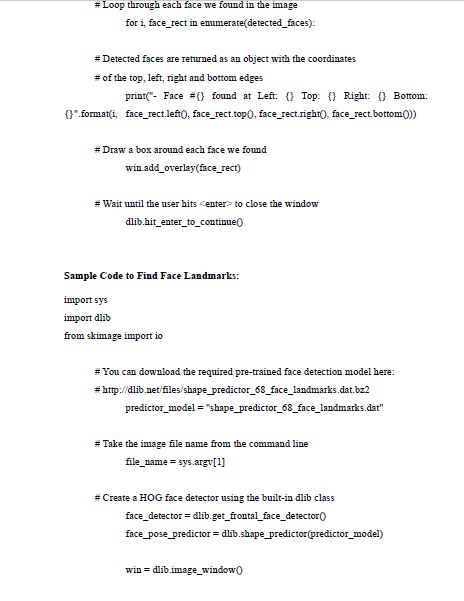 # Loop through each face we found in the image
for i, face_rect in enumerate(detected_faces):
# Detected faces are returned as an object with the coordinates
# of the top, left, right and bottom edges
print("- Face #{} found at Left: {} Top: {} Right: {} Bottom:
{}".format(i, face_rect.left(), face_rect.top(), face_rect.right(), face_rect.bottom()))
# Draw a box around each face we found
win.add_overlay(face_rect)
# Wait until the user hits <enter> to close the window
dlib.hit_enter_to_continue()
Sample Code to Find Face Landmarks:
import sys
import dlib
from skimage import io
# You can download the required pre-trained face detection model here:
# http://dlib.net/files/shape_predictor_68_face_landmarks.dat.bz2
predictor_model = "shape_predictor_68_face_landmarks.dat"
# Take the image file name from the command line
file_name = sys.argv[1]
# Create a HOG face detector using the built-in dlib class
face_detector = dlib.get_frontal_face_detector()
face_pose_predictor = dlib.shape_predictor(predictor_model)
win = dlib.image_window()